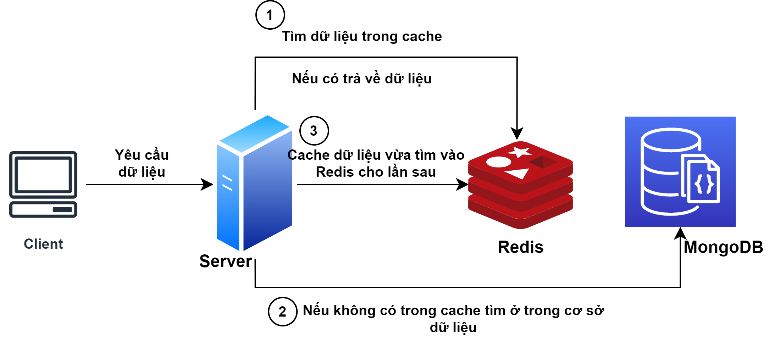 1
Tìm dữ liệu trong cache
Nếu có trả về dữ liệu
3
Yêu cầu
dữ liệu
Cache dữ liệu vừa tìm vào
Redis cho lần sau
Client
Server
Redis
MongoDB
2
Nếu không có trong cache tìm ở trong cơ sở
dữ liệu